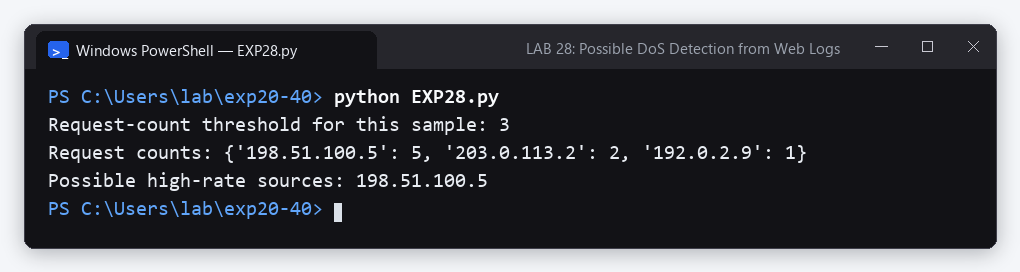 Windows PowerShell — EXP28.py
LAB 28: Possible DoS Detection from Web Logs
PS C:\Users\lab\exp20-40> python EXP28.py
Request-count threshold for this sample: 3
Request counts: {'198.51.100.5': 5, '203.0.113.2': 2, '192.0.2.9': 1}
Possible high-rate sources: 198.51.100.5
PS C:\Users\lab\exp20-40>